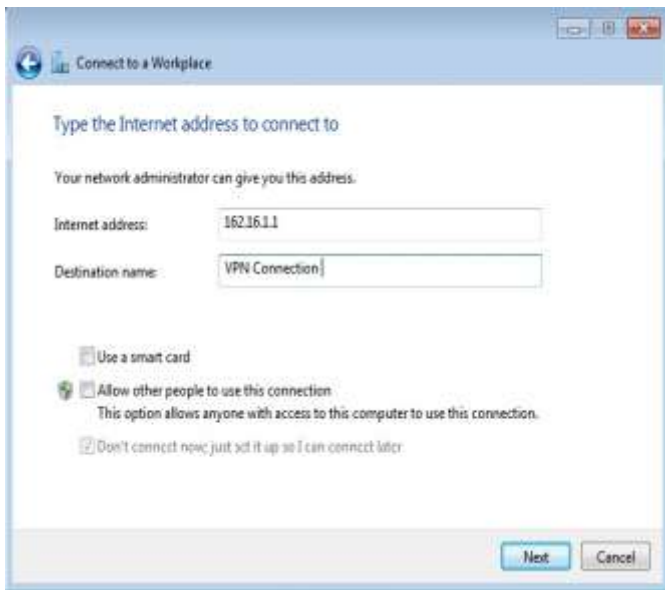 Connect to a Workplace
Type the Internet address to connect to
Your network administrator can give you this address.
Internet address: 162.16.1.1
Destination name: VPN Connection
Use a smart card
Allow other people to use this connection
This option allows anyone with access to this computer to use this connection.
Don't connect now; just set it up so I can connect later
Next Cancel